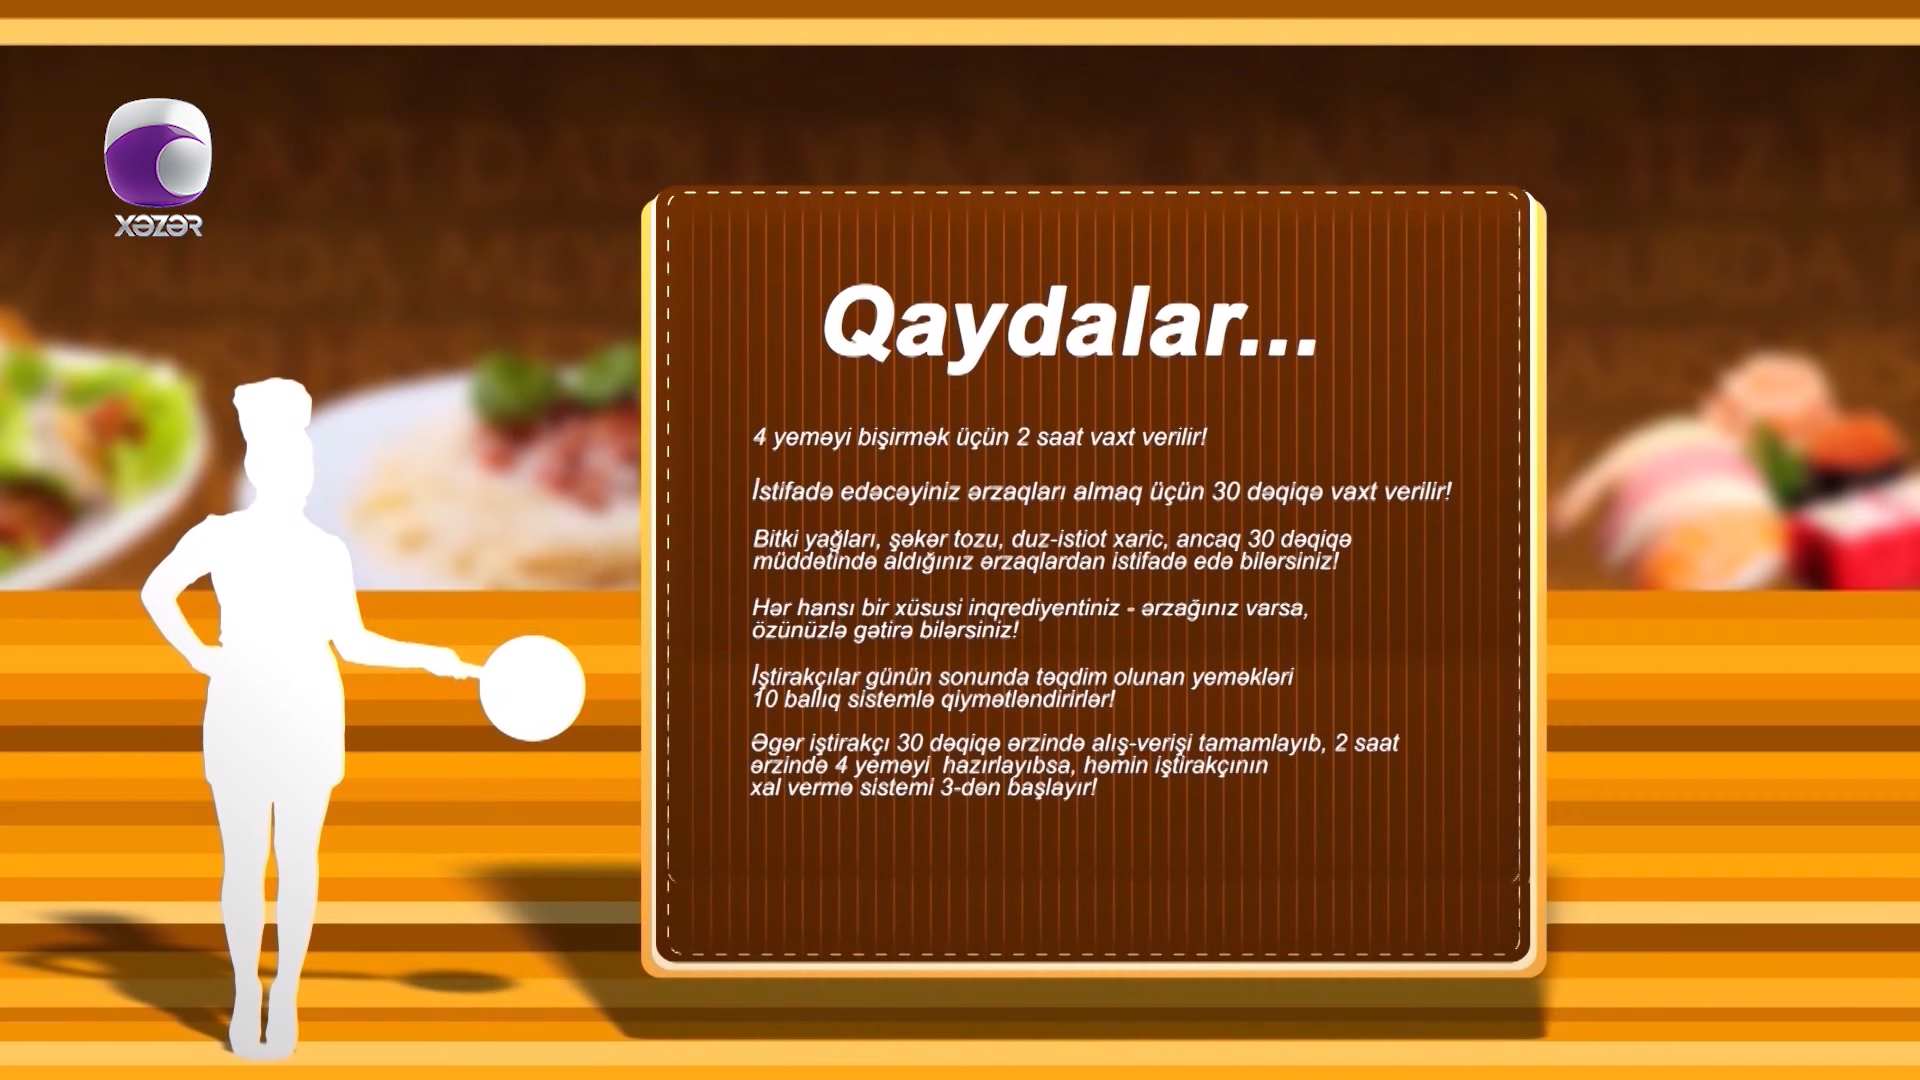 XƏZƏR
Qaydalar...
4 yeməyi bişirmək üçün 2 saat vaxt verilir!
İstifadə edəcəyiniz ərzaqları almaq üçün 30 dəqiqə vaxt verilir!
Bitki yağları, şəkər tozu, duz-istiot xaric, ancaq 30 dəqiqə
müddətində aldığınız ərzaqlardan istifadə edə bilərsiniz!
Hər hansı bir xüsusi inqrediyentiniz - ərzağınız varsa,
özünüzlə gətirə bilərsiniz!
İştirakçılar günün sonunda təqdim olunan yeməkləri
10 ballıq sistemlə qiymətləndirirlər!
Əgər iştirakçı 30 dəqiqə ərzində alış-verişi tamamlayıb, 2 saat
ərzində 4 yeməyi  hazırlayıbsa, həmin iştirakçının
xal vermə sistemi 3-dən başlayır!